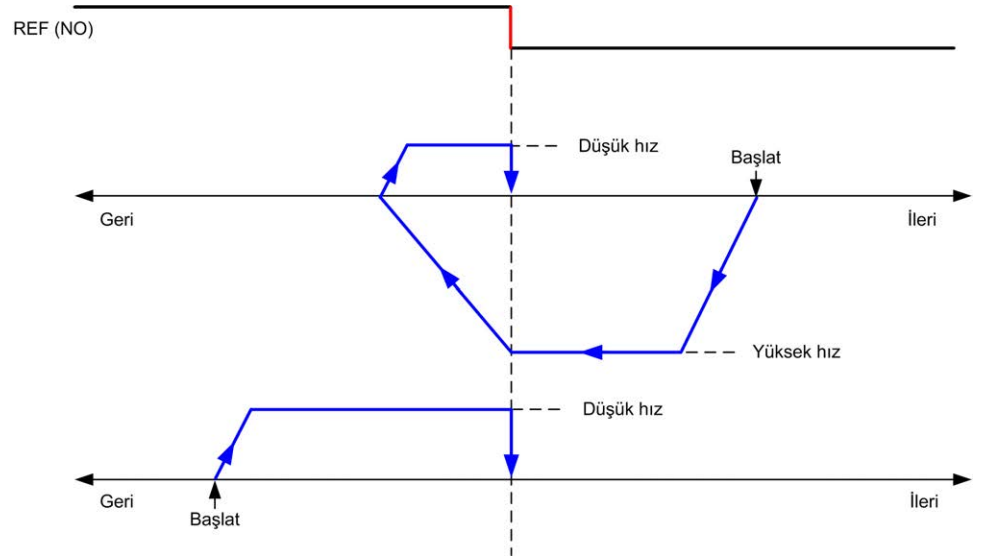 REF (NO)
Düşük hız
Başlat
Geri
İleri
Yüksek hız
Düşük hız
Geri
İleri
Başlat